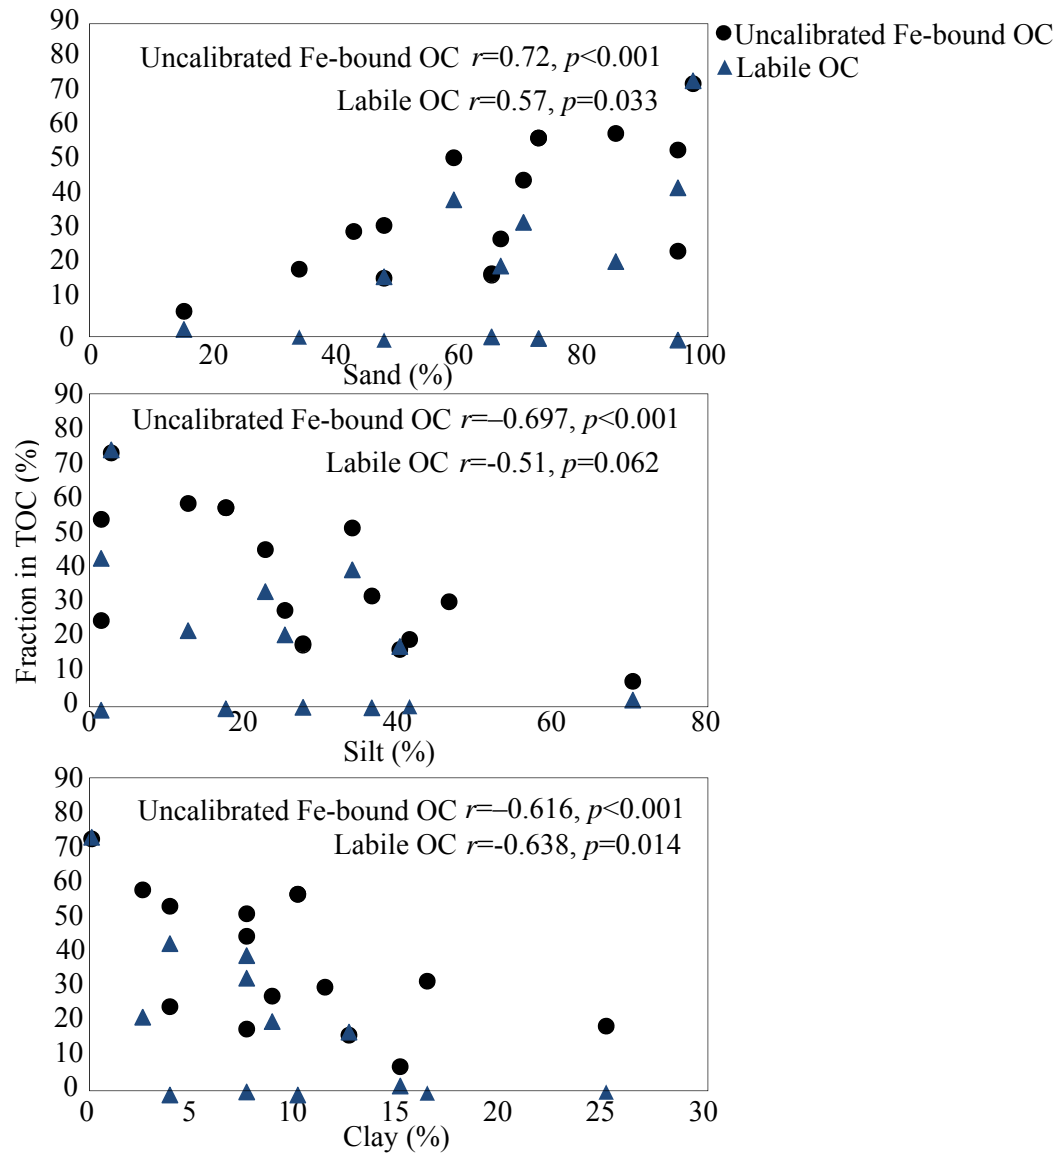 90
80
70
60
50
40
30
20
10
0
Uncalibrated Fe-bound OC r=0.72, p<0.001
Labile OC r=0.57, p=0.033
Uncalibrated Fe-bound OC
Labile OC
0 20 40 60 80 100
Sand (%)
Fraction in TOC (%)
90
80
70
60
50
40
30
20
10
0
Uncalibrated Fe-bound OC r=–0.697, p<0.001
Labile OC r=-0.51, p=0.062
0 20 40 60 80
Silt (%)
90
80
70
60
50
40
30
20
10
0
Uncalibrated Fe-bound OC r=–0.616, p<0.001
Labile OC r=-0.638, p=0.014
0 5 10 15 20 25 30
Clay (%)